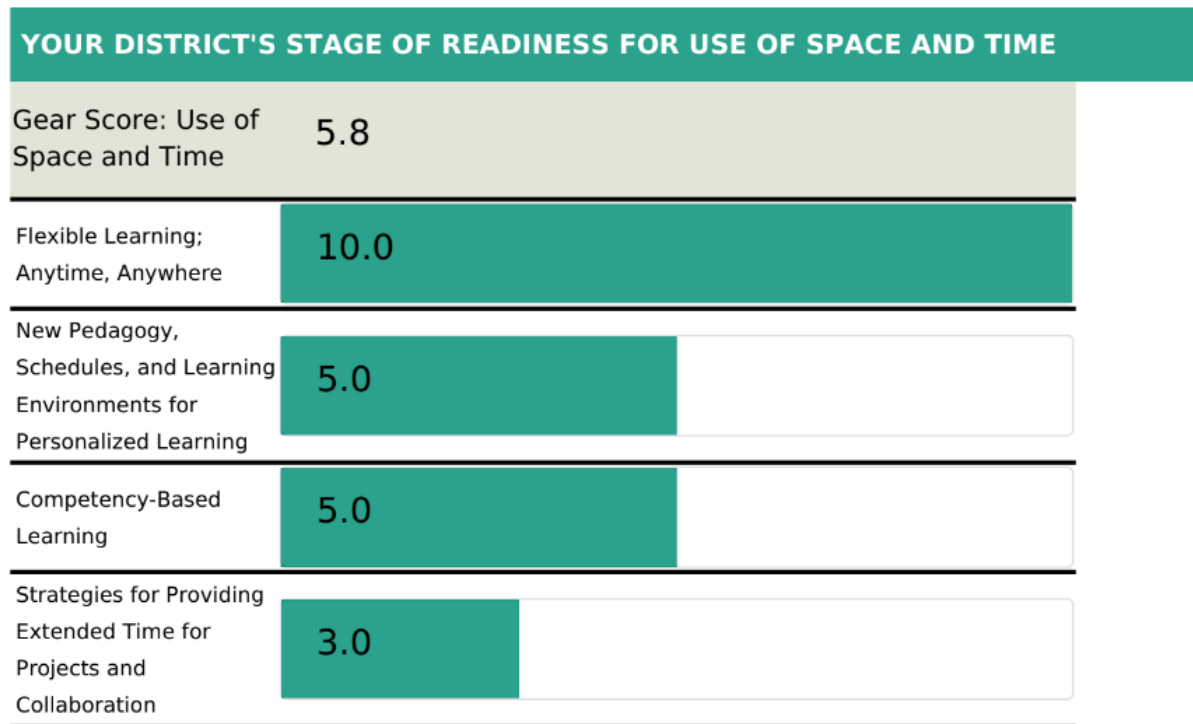 YOUR DISTRICT'S STAGE OF READINESS FOR USE OF SPACE AND TIME
Gear Score: Use of
Space and Time
5.8
Flexible Learning;
Anytime, Anywhere
10.0
New Pedagogy,
Schedules, and Learning
Environments for
Personalized Learning
5.0
Competency-Based
Learning
5.0
Strategies for Providing
Extended Time for
Projects and
Collaboration
3.0